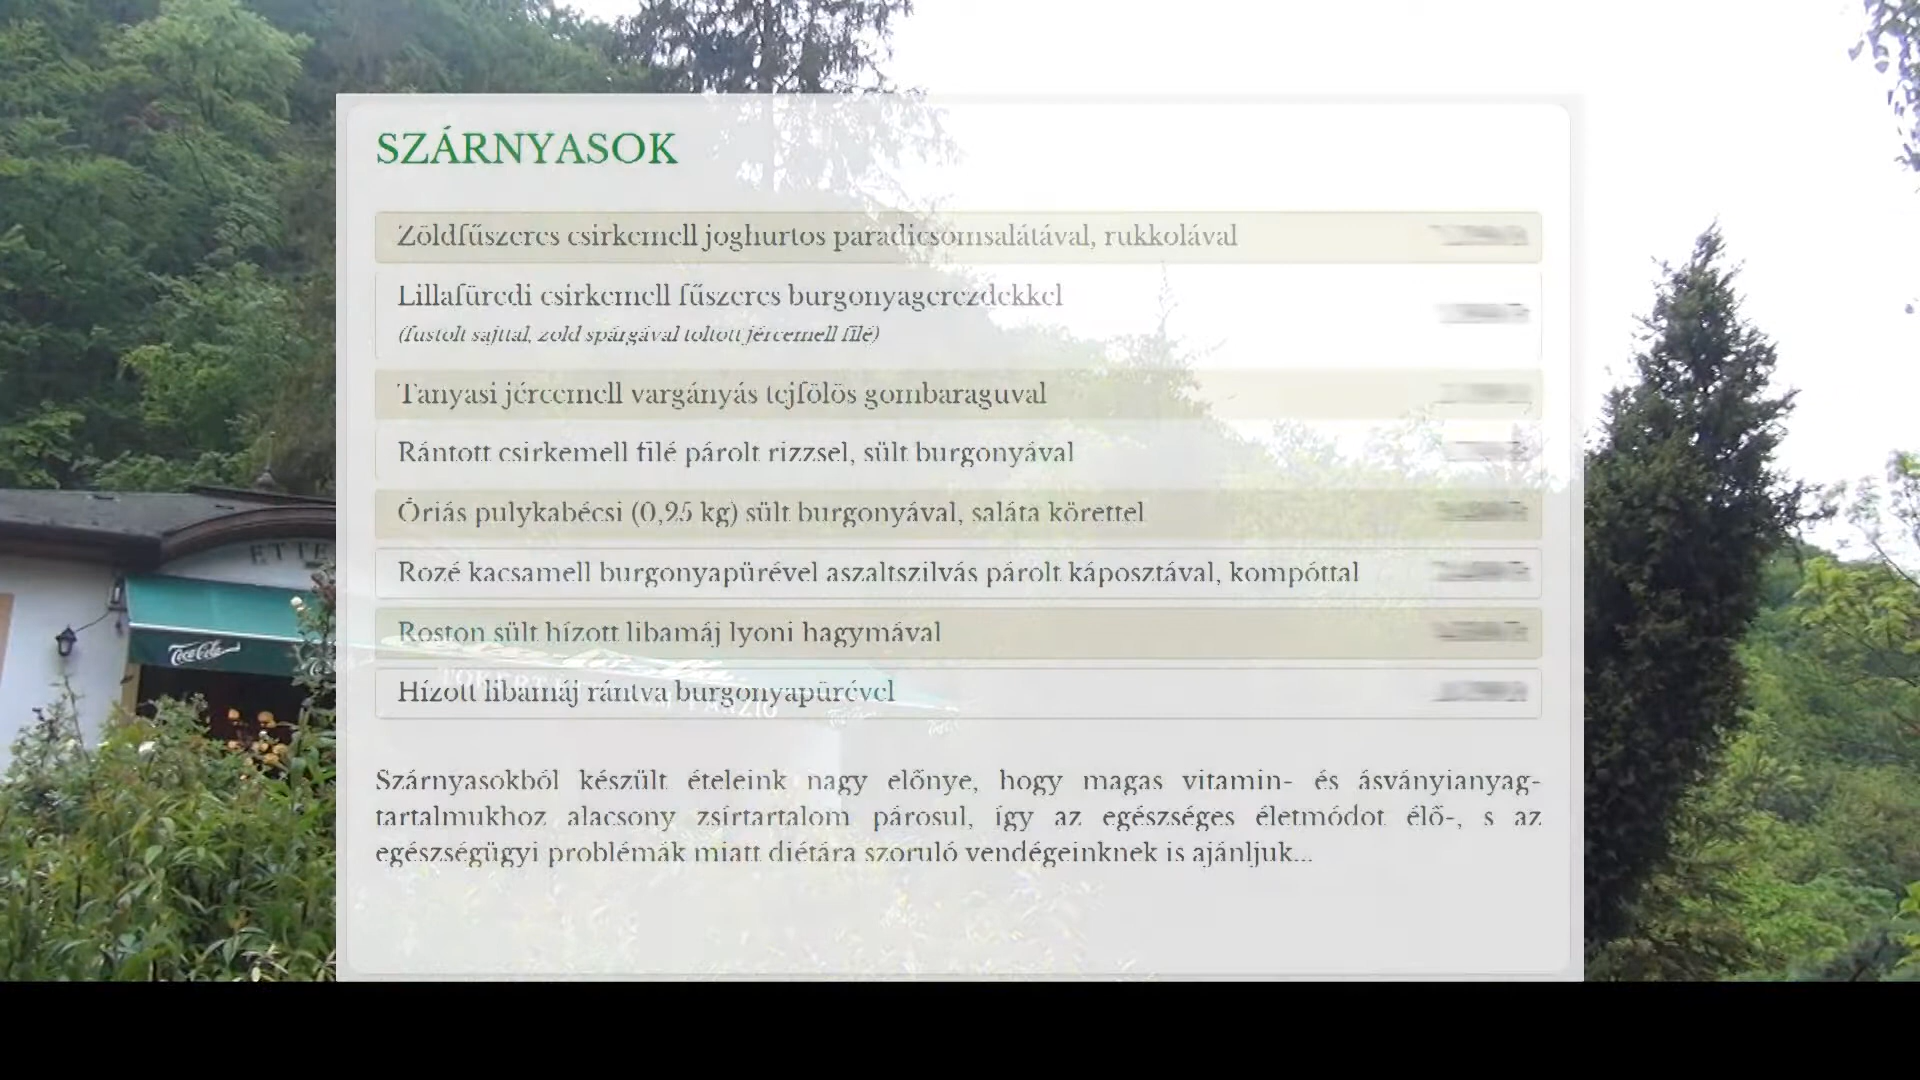 SZÁRNYASOK
Zöldfűszeres csirkemell joghurtos paradicsomsalátával, rukkolával
Lillafüredi csirkemell fűszeres burgonyagerezdekkel
(füstölt sajttal, zöld spárgával töltött jércemell filé)
Tanyasi jércemell vargányás tejfölös gombaraguval
Rántott csirkemell filé párolt rizzsel, sült burgonyával
Óriás pulykabécsi (0,25 kg) sült burgonyával, saláta körettel
Rozé kacsamell burgonyapürével aszaltszilvás párolt káposztával, kompóttal
Roston sült hízott libamáj lyoni hagymával
Hízott libamáj rántva burgonyapürével
Szárnyasokból készült ételeink nagy előnye, hogy magas vitamin- és ásványianyag-
tartalmukhoz alacsony zsírtartalom párosul, így az egészséges életmódot élő-, s az
egészségügyi problémák miatt diétára szoruló vendégeinknek is ajánljuk...
ETTE
Coca-Cola